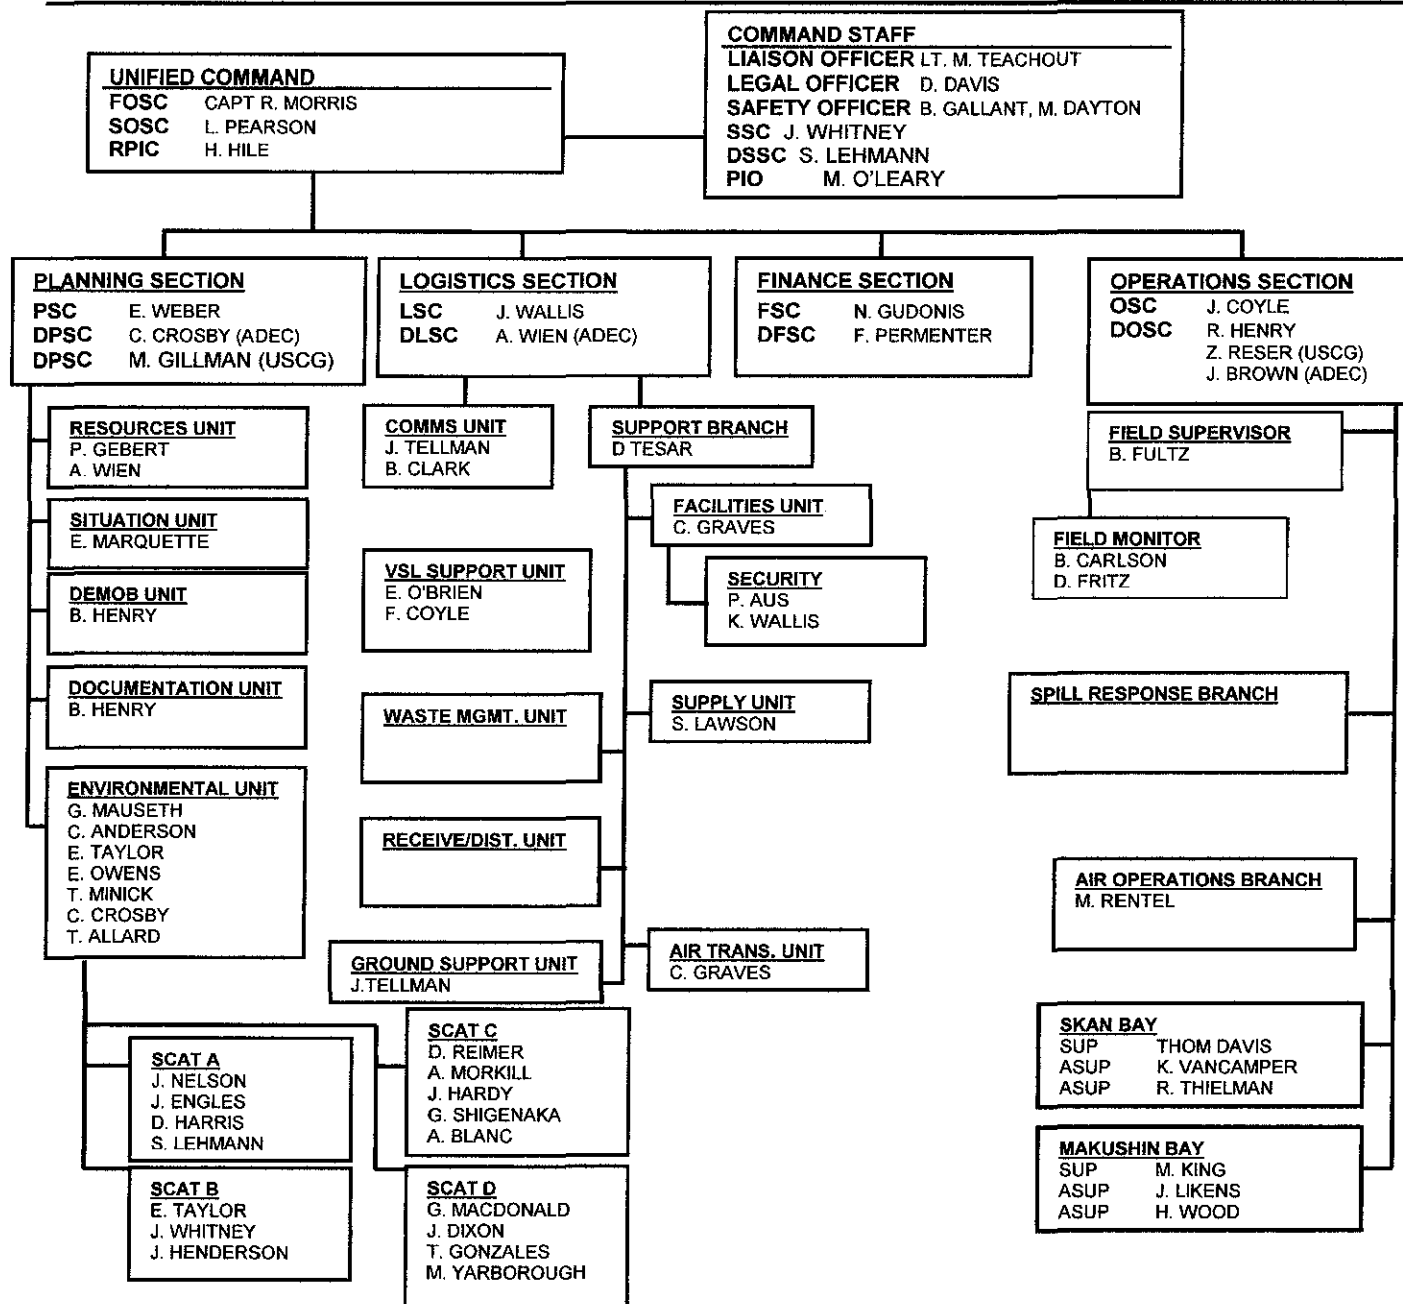 COMMAND STAFF
LIAISON OFFICER LT. M. TEACHOUT
LEGAL OFFICER D. DAVIS
SAFETY OFFICER B. GALLANT, M. DAYTON
SSC J. WHITNEY
DSSC S. LEHMANN
PIO M. O'LEARY
UNIFIED COMMAND
FOSC CAPT R. MORRIS
SOSC L. PEARSON
RPIC H. HILE
PLANNING SECTION
PSC E. WEBER
DPSC C. CROSBY (ADEC)
DPSC M. GILLMAN (USCG)
LOGISTICS SECTION
LSC J. WALLIS
DLSC A. WIEN (ADEC)
FINANCE SECTION
FSC N. GUDONIS
DFSC F. PERMENTER
OPERATIONS SECTION
OSC J. COYLE
DOSC R. HENRY
Z. RESER (USCG)
J. BROWN (ADEC)
RESOURCES UNIT
P. GEBERT
A. WIEN
SITUATION UNIT
E. MARQUETTE
DEMOB UNIT
B. HENRY
DOCUMENTATION UNIT
B. HENRY
ENVIRONMENTAL UNIT
G. MAUSETH
C. ANDERSON
E. TAYLOR
E. OWENS
T. MINICK
C. CROSBY
T. ALLARD
SCAT A
J. NELSON
J. ENGLES
D. HARRIS
S. LEHMANN
SCAT B
E. TAYLOR
J. WHITNEY
J. HENDERSON
SCAT C
D. REIMER
A. MORKILL
J. HARDY
G. SHIGENAKA
A. BLANC
SCAT D
G. MACDONALD
J. DIXON
T. GONZALES
M. YARBOROUGH
COMMS UNIT
J. TELLMAN
B. CLARK
VSL SUPPORT UNIT
E. O'BRIEN
F. COYLE
WASTE MGMT. UNIT
RECEIVE/DIST. UNIT
GROUND SUPPORT UNIT
J.TELLMAN
SUPPORT BRANCH
D TESAR
FACILITIES UNIT
C. GRAVES
SECURITY
P. AUS
K. WALLIS
SUPPLY UNIT
S. LAWSON
AIR TRANS. UNIT
C. GRAVES
FIELD SUPERVISOR
B. FULTZ
FIELD MONITOR
B. CARLSON
D. FRITZ
SPILL RESPONSE BRANCH
AIR OPERATIONS BRANCH
M. RENTEL
SKAN BAY
SUP THOM DAVIS
ASUP K. VANCAMPER
ASUP R. THIELMAN
MAKUSHIN BAY
SUP M. KING
ASUP J. LIKENS
ASUP H. WOOD